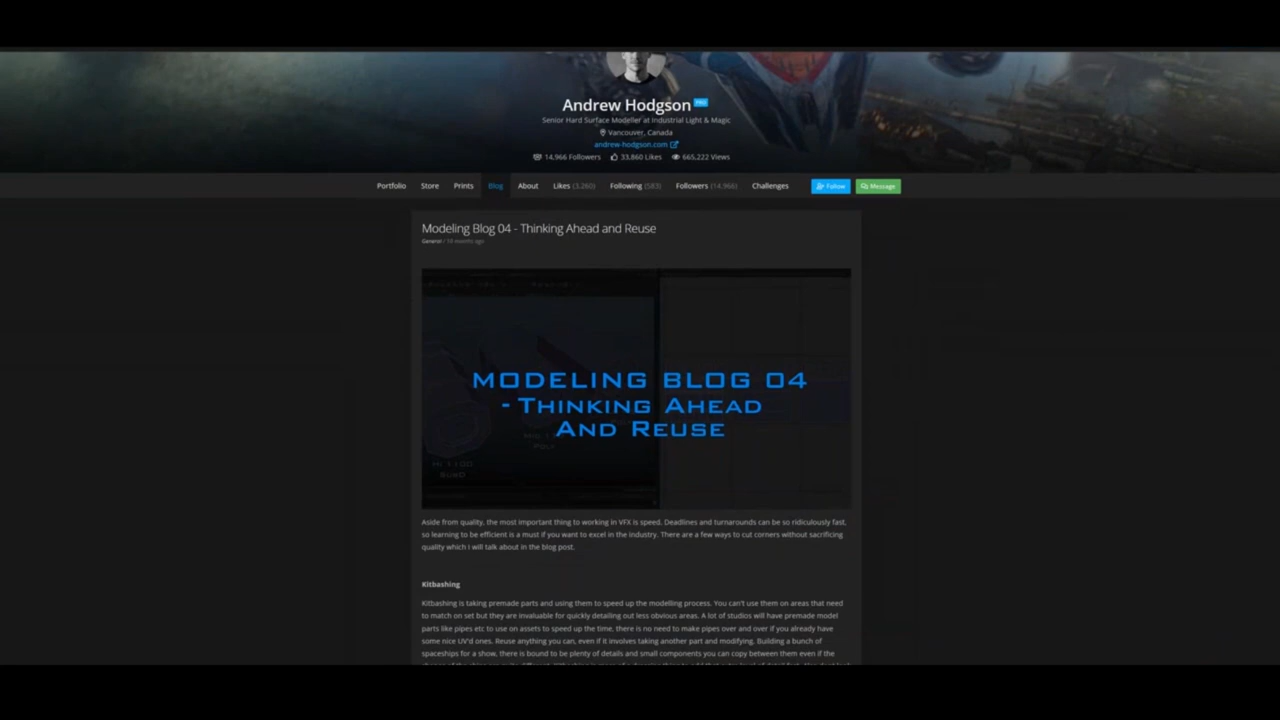 Andrew Hodgson PRO
Senior Hard Surface Modeller at Industrial Light & Magic
Vancouver, Canada
andrew-hodgson.com
14,966 Followers 33,860 Likes 665,222 Views
Portfolio Store Prints Blog About Likes (3,260) Following (583) Followers (14,966) Challenges Follow Message
Modeling Blog 04 - Thinking Ahead and Reuse
General / 18 months ago
MODELING BLOG 04
- THINKING AHEAD
AND REUSE
Aside from quality, the most important thing to working in VFX is speed. Deadlines and turnarounds can be so ridiculously fast,
so learning to be efficient is a must if you want to excel in the industry. There are a few ways to cut corners without sacrificing
quality which I will talk about in the blog post.
Kitbashing
Kitbashing is taking premade parts and using them to speed up the modelling process. You can't use them on areas that need
to match on set but they are invaluable for quickly detailing out less obvious areas. A lot of studios will have premade model
parts like pipes etc to use on assets to speed up the time, there is no need to make pipes over and over if you already have
some nice UV'd ones. Reuse anything you can, even if it involves taking another part and modifying. Building a bunch of
spaceships for a show, there is bound to be plenty of details and small components you can copy between them even if the